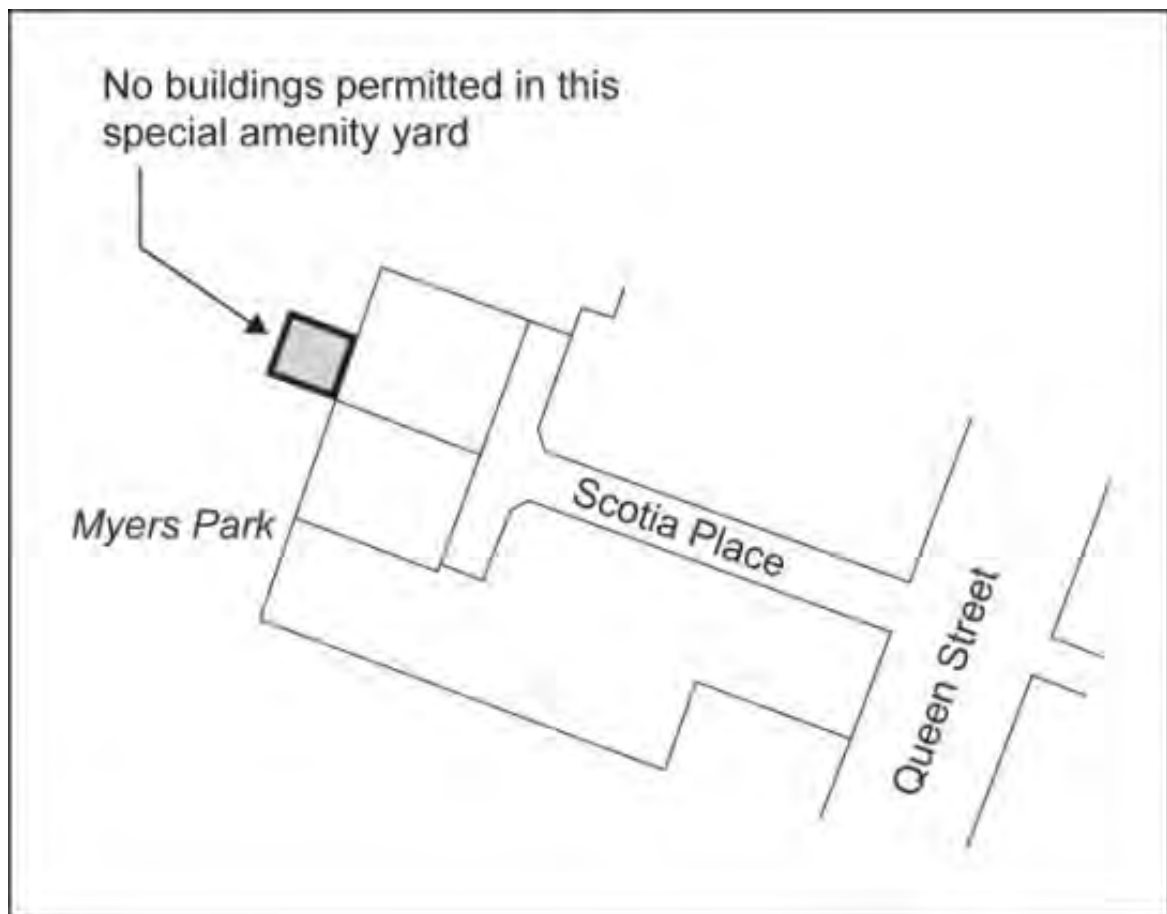 No buildings permitted in this
special amenity yard
Myers Park
Scotia Place
Queen Street